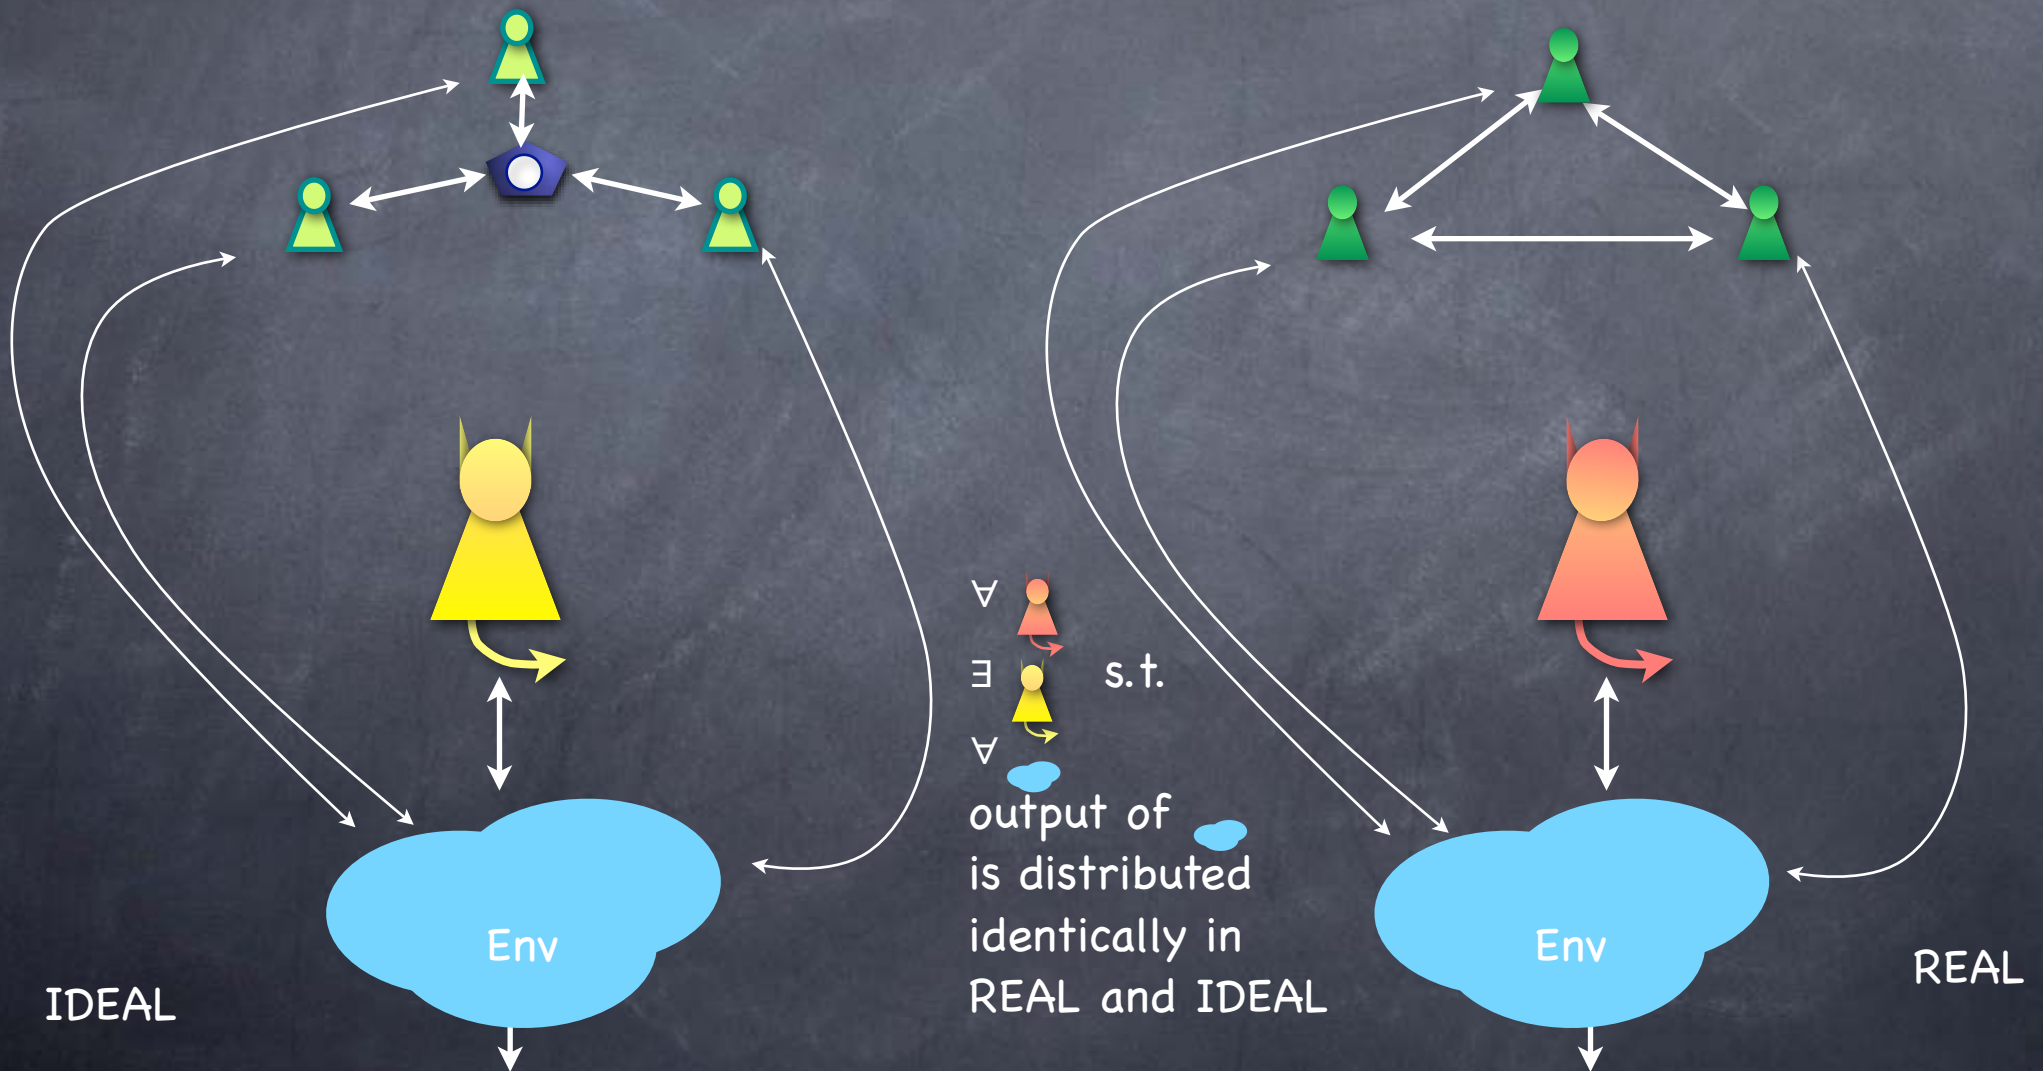 ∀
∃ s.t.
∀
output of
is distributed
identically in
REAL and IDEAL
Env
IDEAL
Env
REAL